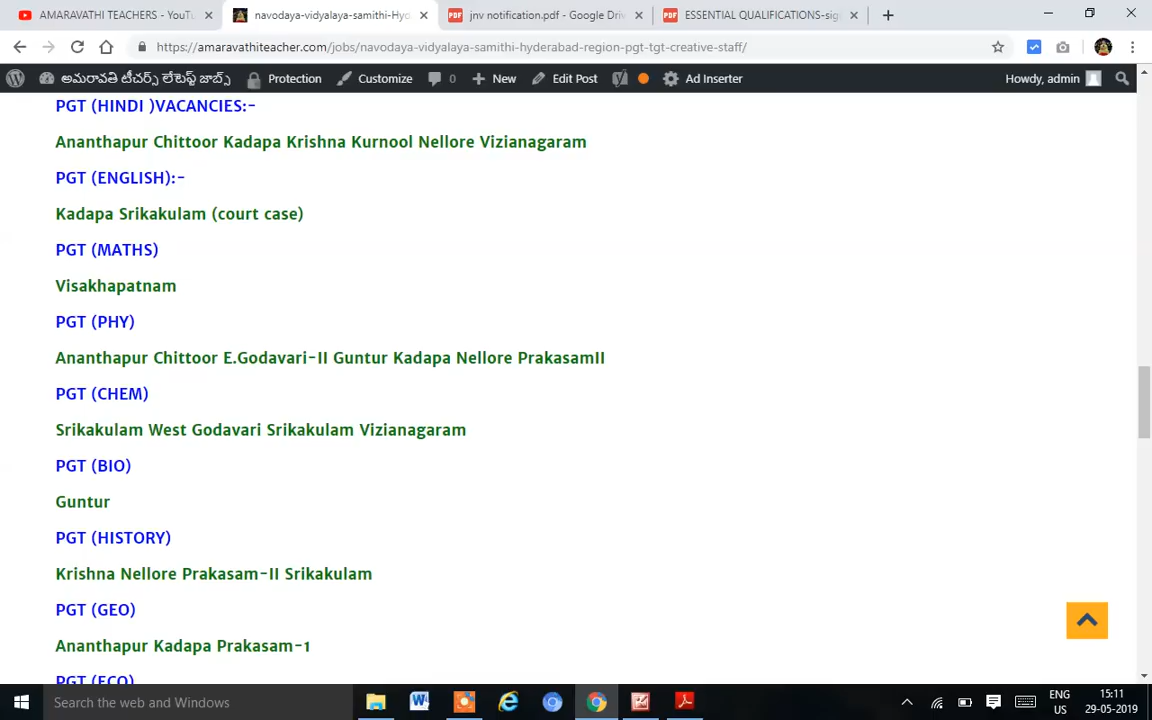 AMARAVATHI TEACHERS - YouTu
navodaya-vidyalaya-samithi-Hyd
jnv notification.pdf - Google Driv
ESSENTIAL QUALIFICATIONS-sig
https://amaravathiteacher.com/jobs/navodaya-vidyalaya-samithi-hyderabad-region-pgt-tgt-creative-staff/
అమరావతి టీచర్స్ లేటెస్ట్ జాబ్స్ Protection Customize 0 New Edit Post Ad Inserter Howdy, admin
PGT (HINDI )VACANCIES:-
Ananthapur Chittoor Kadapa Krishna Kurnool Nellore Vizianagaram
PGT (ENGLISH):-
Kadapa Srikakulam (court case)
PGT (MATHS)
Visakhapatnam
PGT (PHY)
Ananthapur Chittoor E.Godavari-II Guntur Kadapa Nellore PrakasamII
PGT (CHEM)
Srikakulam West Godavari Srikakulam Vizianagaram
PGT (BIO)
Guntur
PGT (HISTORY)
Krishna Nellore Prakasam-II Srikakulam
PGT (GEO)
Ananthapur Kadapa Prakasam-1
PGT (ECO)
Search the web and Windows
ENG 15:11
US 29-05-2019